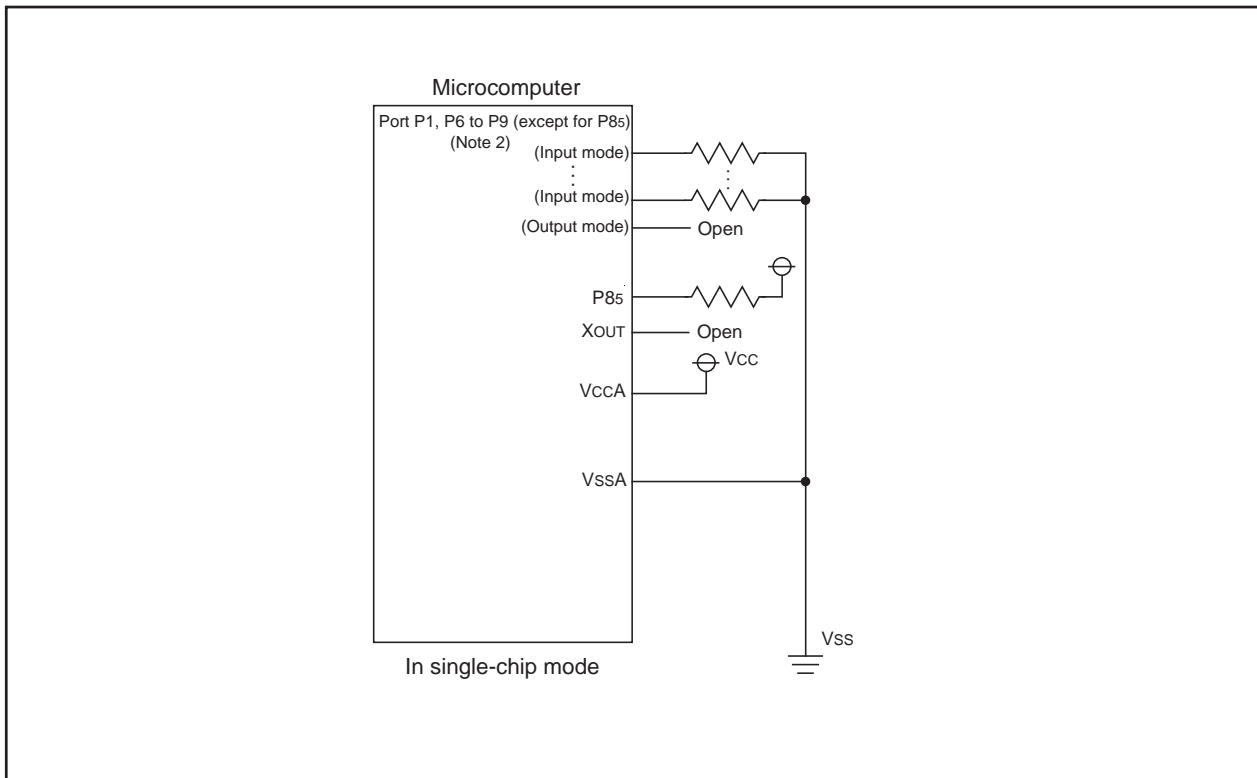 Microcomputer
Port P1, P6 to P9 (except for P85)
(Note 2)
(Input mode)
(Input mode)
(Output mode)
Open
P85
XOUT
Open
VCC
VCCA
VSSA
VSS
In single-chip mode